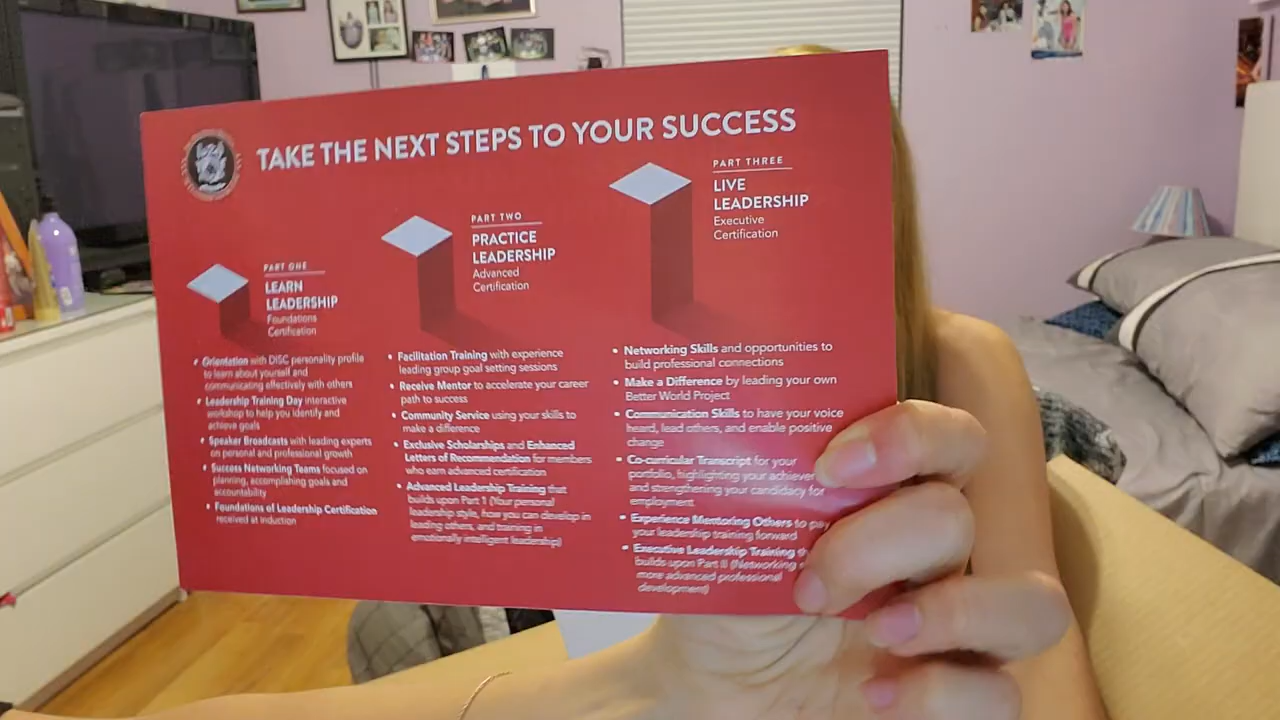 TAKE THE NEXT STEPS TO YOUR SUCCESS
PART ONE
LEARN
LEADERSHIP
Foundations
Certification
• Orientation with DISC personality profile
to learn about yourself and
communicating effectively with others
• Leadership Training Day interactive
workshop to help you identify and
achieve goals
• Speaker Broadcasts with leading experts
on personal and professional growth
• Success Networking Teams focused on
planning, accomplishing goals and
accountability
• Foundations of Leadership Certification
received at induction
PART TWO
PRACTICE
LEADERSHIP
Advanced
Certification
• Facilitation Training with experience
leading group goal setting sessions
• Receive Mentor to accelerate your career
path to success
• Community Service using your skills to
make a difference
• Exclusive Scholarships and Enhanced
Letters of Recommendation for members
who earn advanced certification
• Advanced Leadership Training that
builds upon Part 1 (Your personal
leadership style, how you can develop in
leading others, and training in
emotionally intelligent leadership)
PART THREE
LIVE
LEADERSHIP
Executive
Certification
• Networking Skills and opportunities to
build professional connections
• Make a Difference by leading your own
Better World Project
• Communication Skills to have your voice
heard, lead others, and enable positive
change
• Co-curricular Transcript for your
portfolio, highlighting your
and strengthening your candidacy for
employment
• Experience Mentoring Others to pay
your leadership training forward
• Executive Leadership Training
builds upon Part II (Networking
more advanced professional
development)